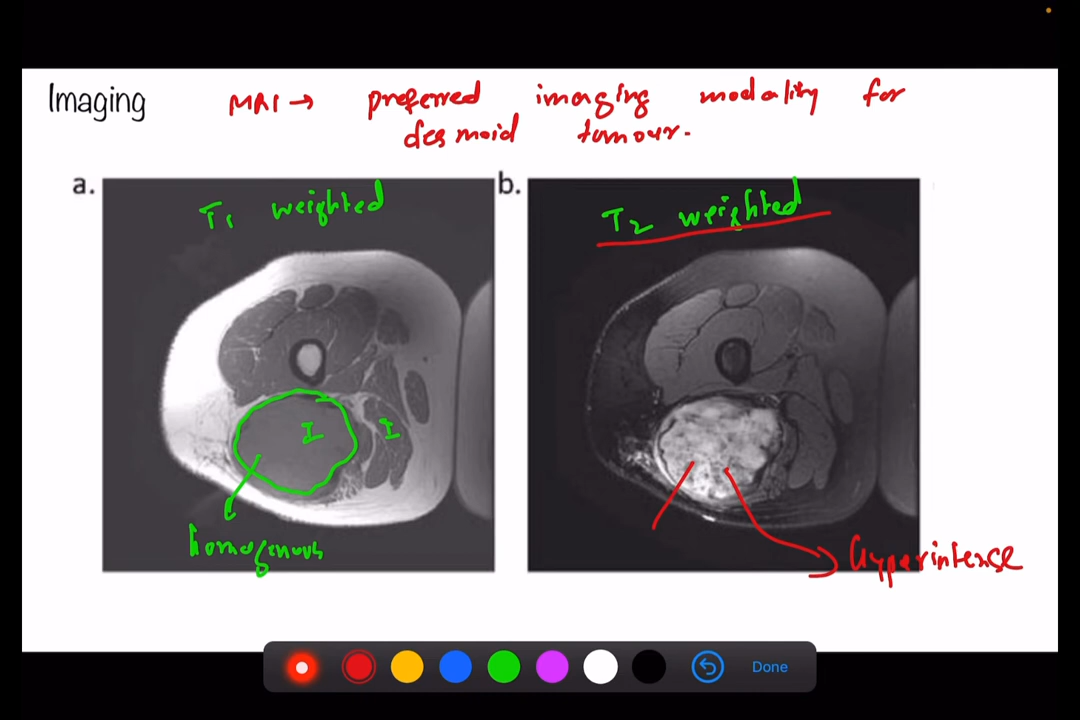 Imaging
MRI → preferred imaging modality for
desmoid tumour.
a.
b.
T1 weighted
T2 weighted
I
I
homogenous
Hyperintense
Done